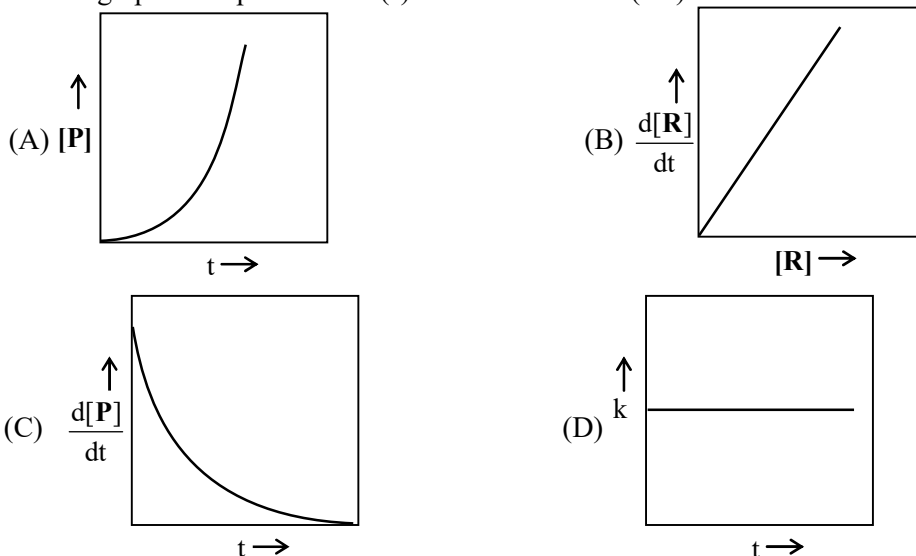 (A) [P]
t →
(B) d[R]
dt
[R] →
(C) d[P]
dt
t →
(D) k
t →